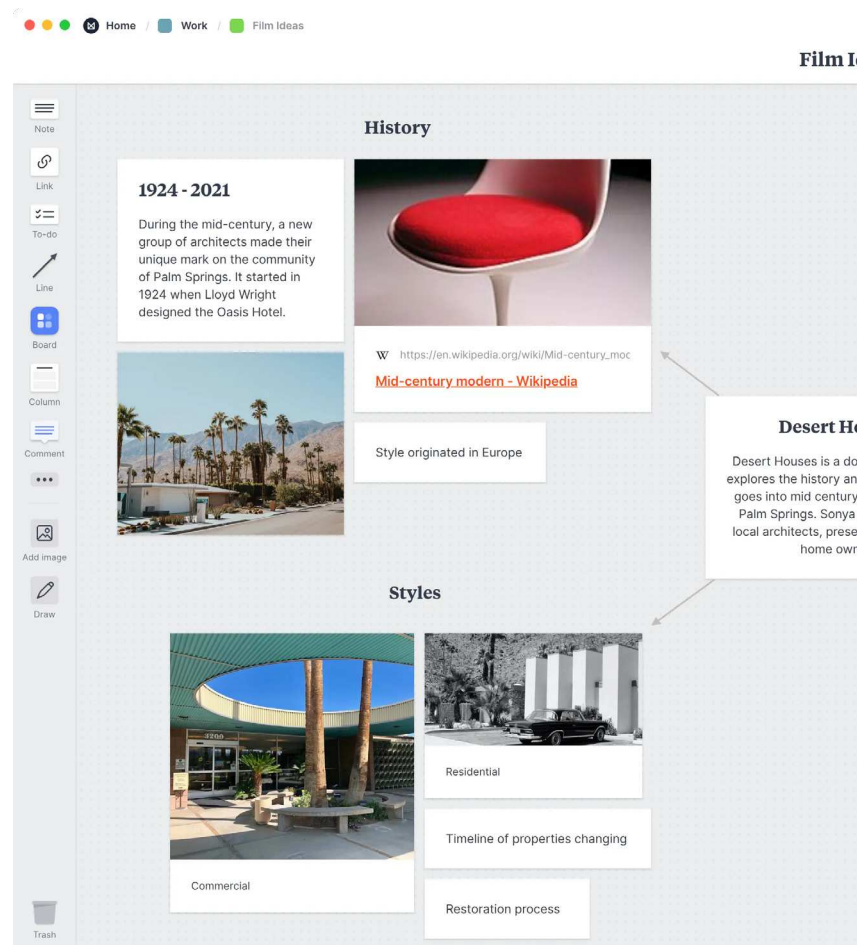 Home / Work / Film Ideas
Film I
Note
Link
To-do
Line
Board
Column
Comment
Add image
Draw
Trash
History
1924 - 2021
During the mid-century, a new
group of architects made their
unique mark on the community
of Palm Springs. It started in
1924 when Lloyd Wright
designed the Oasis Hotel.
W https://en.wikipedia.org/wiki/Mid-century_moc
Mid-century modern - Wikipedia
Style originated in Europe
Desert Ho
Desert Houses is a do
explores the history an
goes into mid century
Palm Springs. Sonya
local architects, prese
home own
Styles
3200
Commercial
Residential
Timeline of properties changing
Restoration process